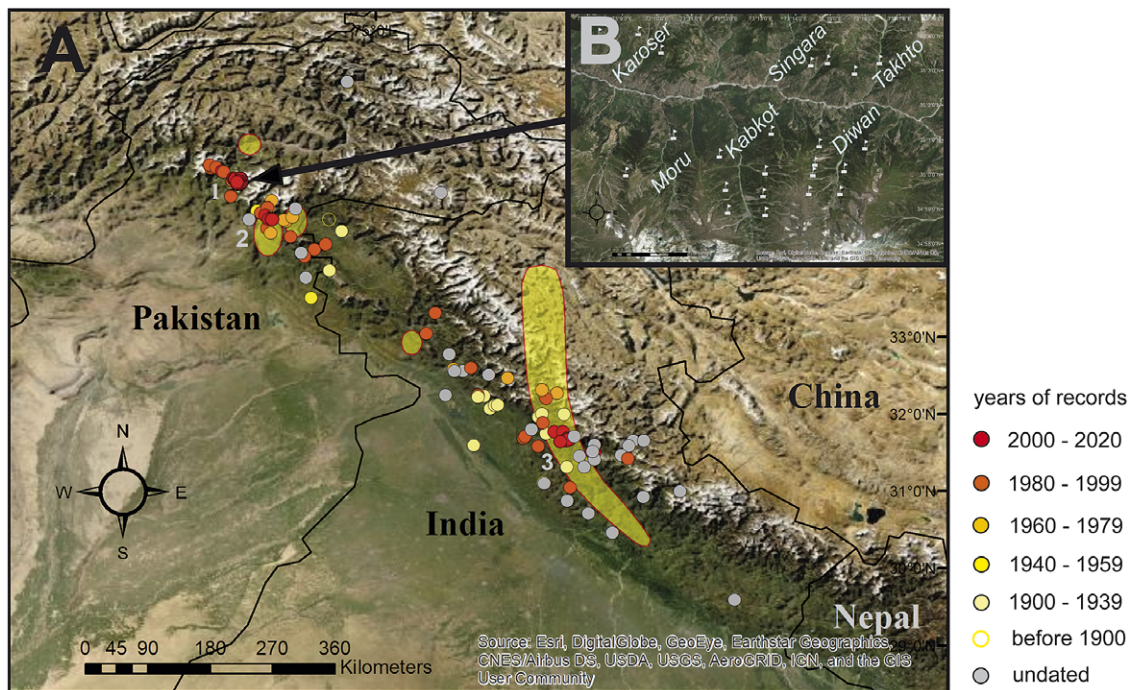 A
B
Karoser
Singara
Takhto
Moru
Kabkot
Diwan
1
2
3
Pakistan
India
China
Nepal
33°0'N
32°0'N
31°0'N
30°0'N
N
W
E
S
0 45 90 180 270 360
Kilometers
Source: Esri, DigitalGlobe, GeoEye, Earthstar Geographics,
CNES/Airbus DS, USDA, USGS, AeroGRID, IGN, and the GIS
User Community
years of records
2000 - 2020
1980 - 1999
1960 - 1979
1940 - 1959
1900 - 1939
before 1900
undated